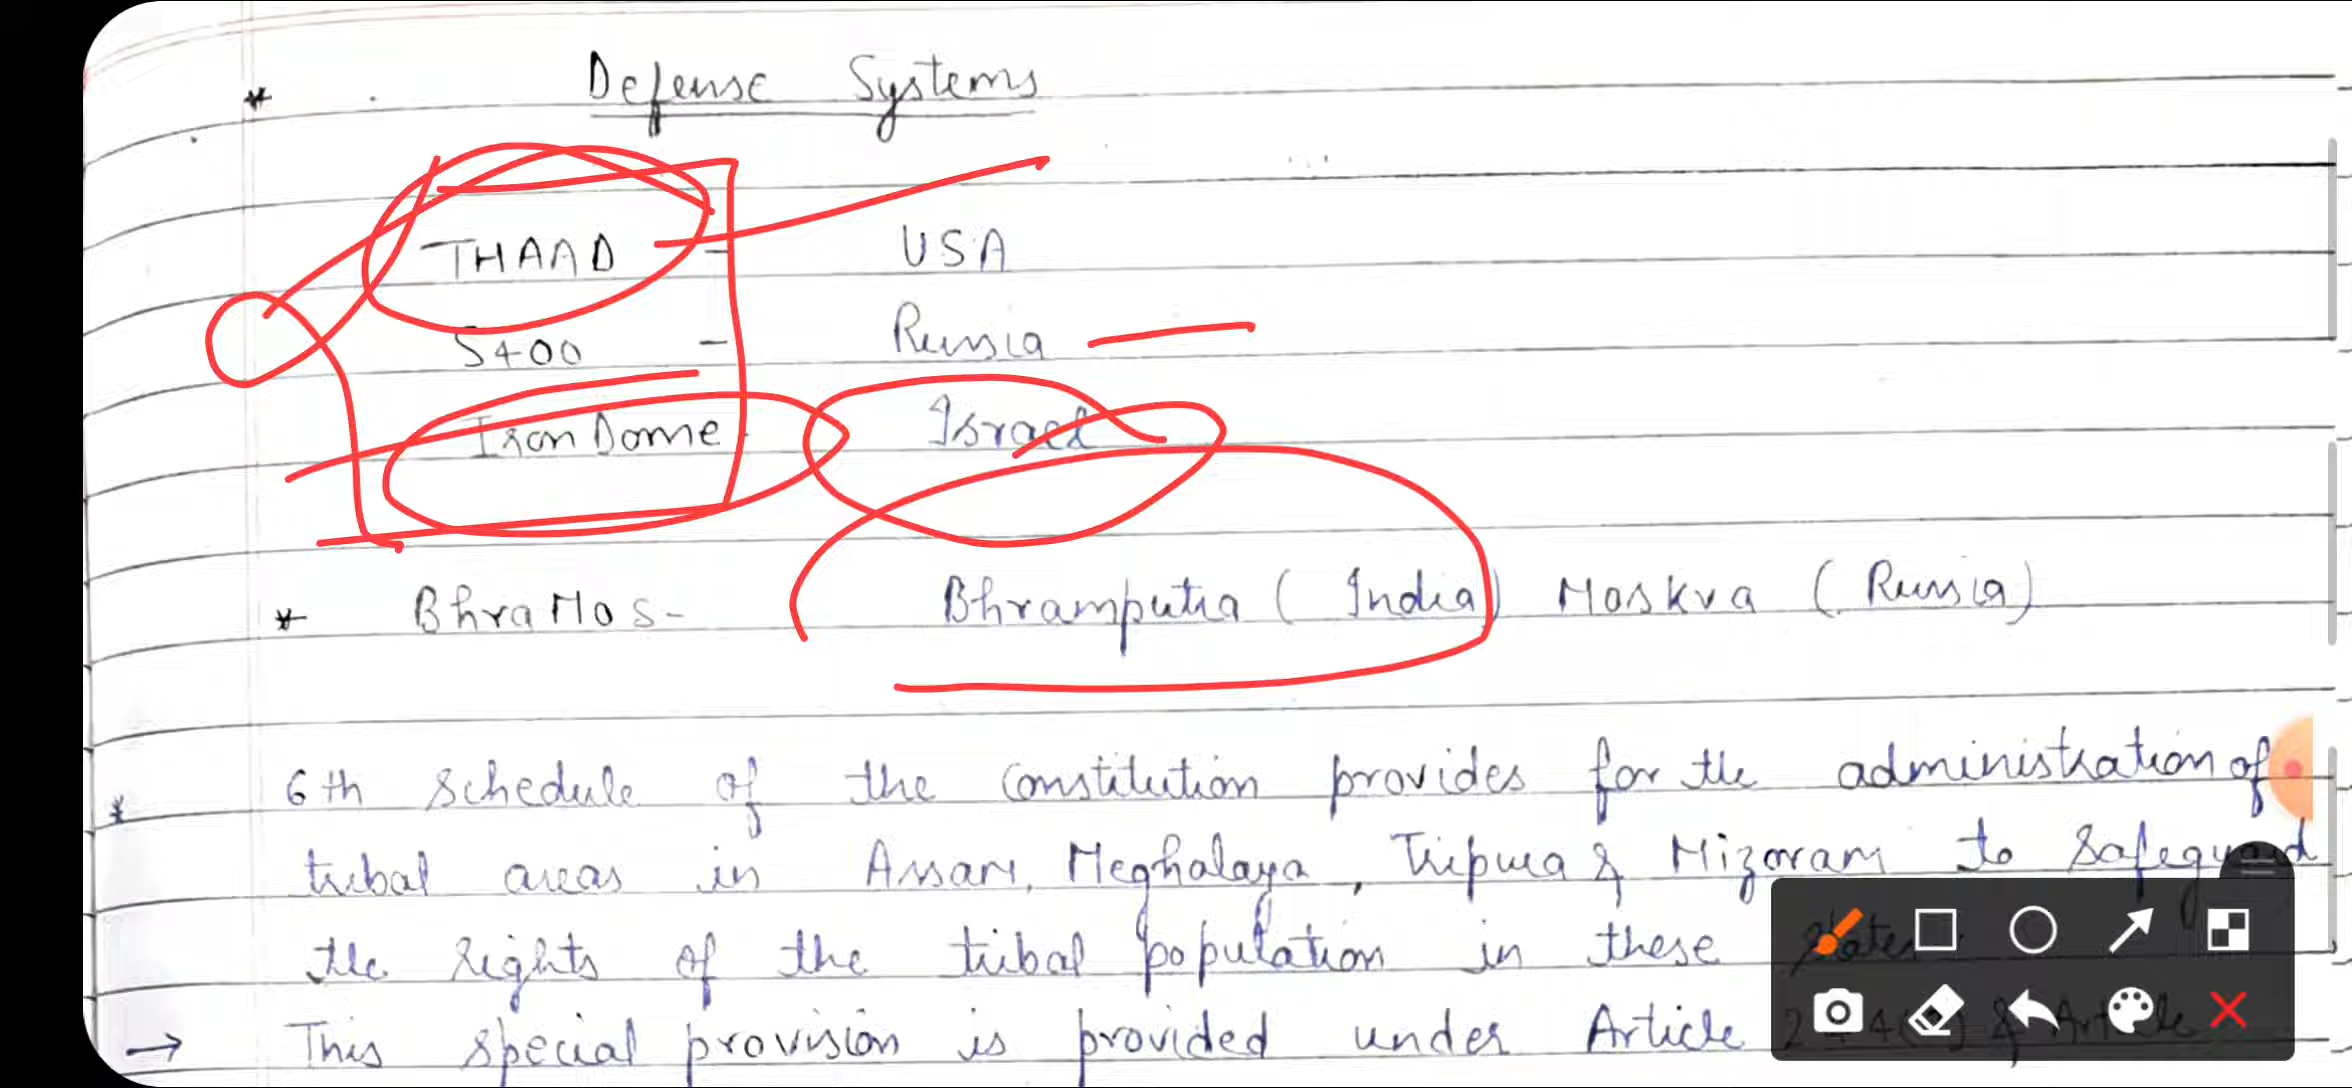 * Defense Systems
THAAD - USA
S400 - Russia
Iron Dome - Israel
* BhraMos - Bhramputra ( India) Moskva ( Russia)
* 6th schedule of the constitution provides for the administration of
tribal areas in Assam, Meghalaya, Tripura & Mizoram to safeguard
the rights of the tribal population in these states
→ This special provision is provided under Article & Article